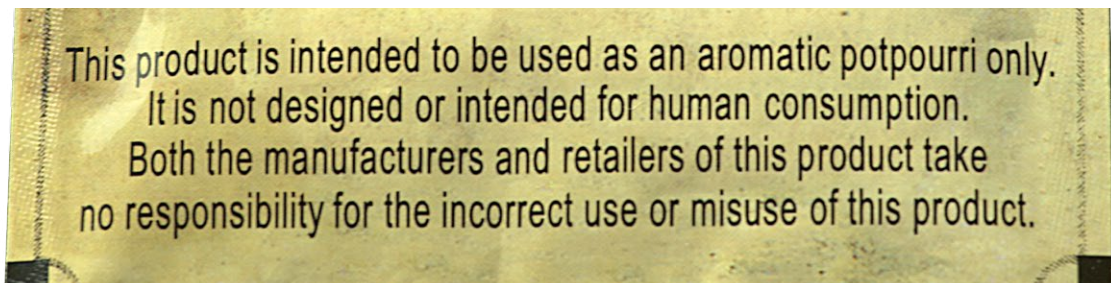 This product is intended to be used as an aromatic potpourri only.
It is not designed or intended for human consumption.
Both the manufacturers and retailers of this product take
no responsibility for the incorrect use or misuse of this product.